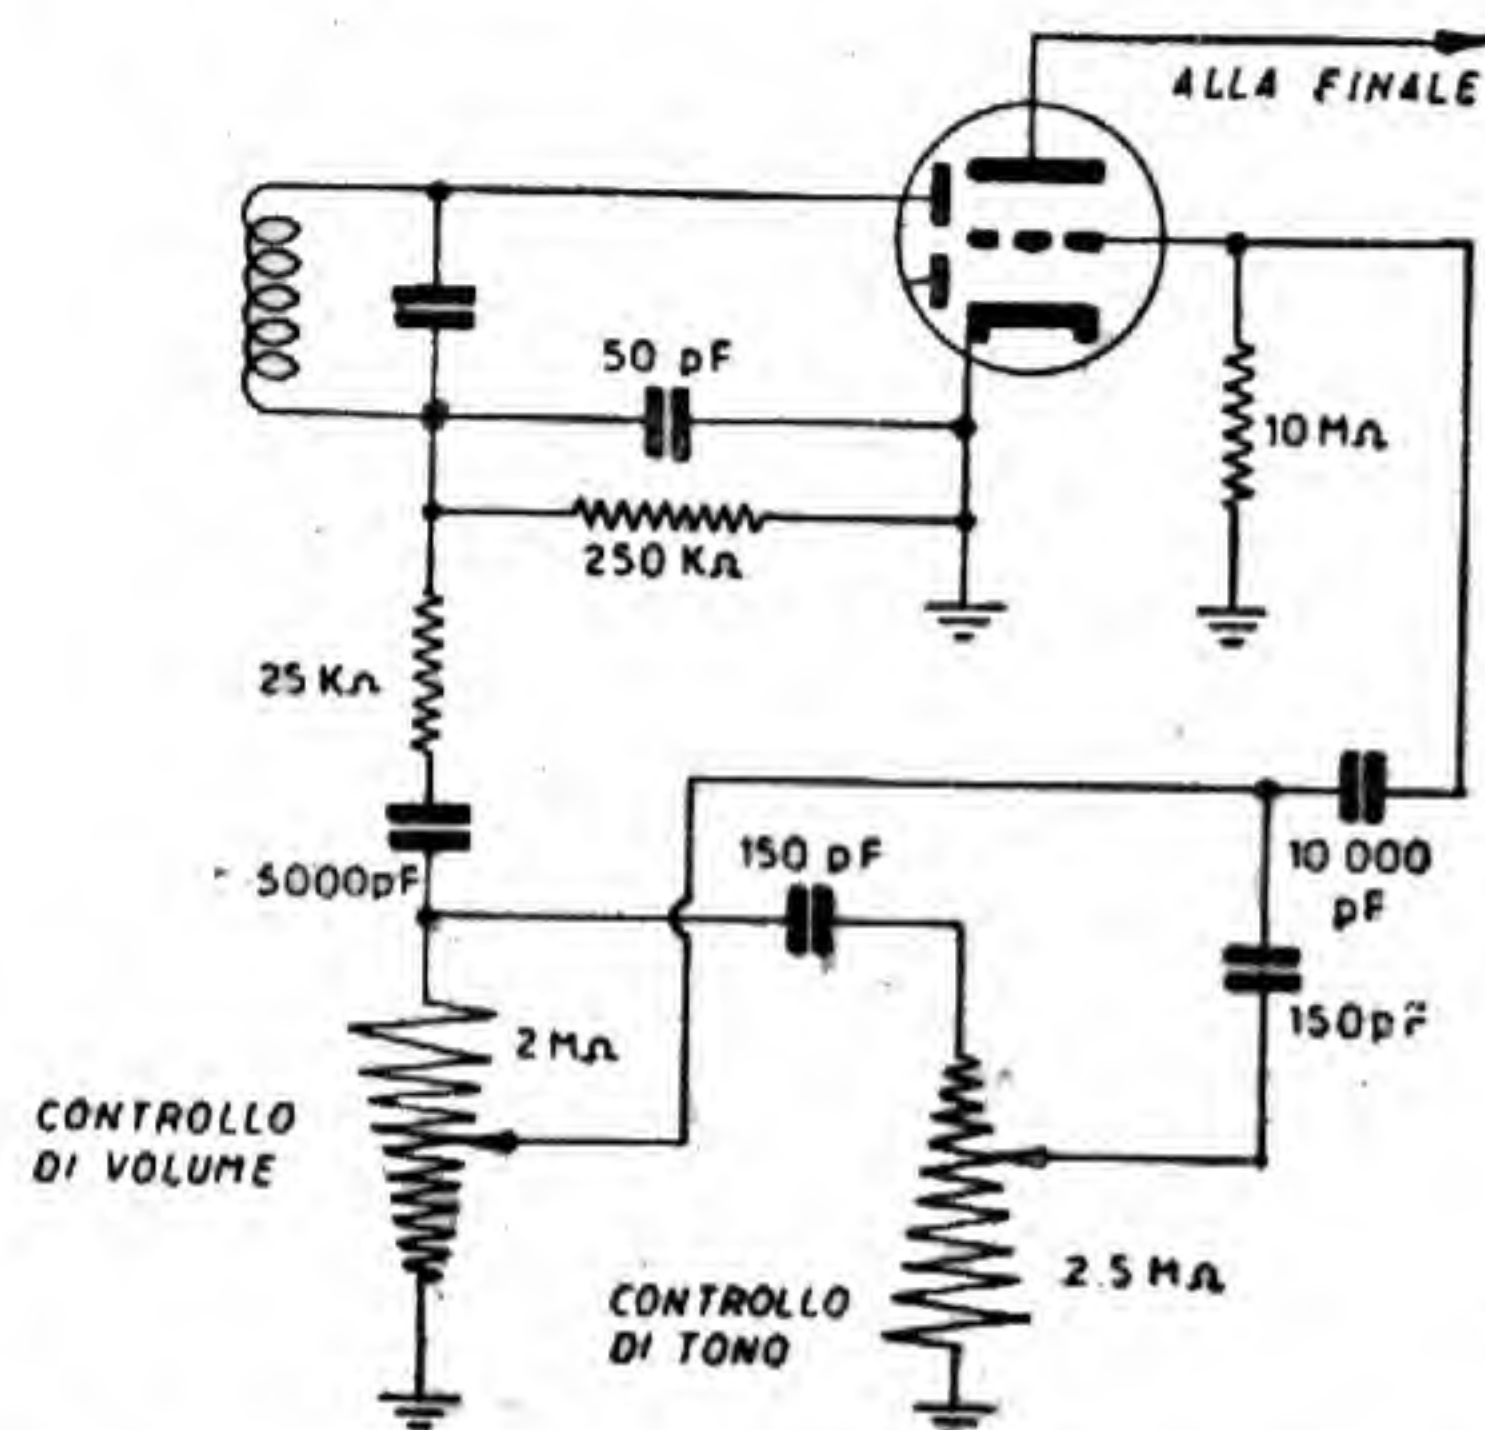 ALLA FINALE
50 pF
10 MΩ
250 KΩ
25 KΩ
5000pF
150 pF
10 000
pF
150pF
2 MΩ
CONTROLLO
DI VOLUME
2.5 MΩ
CONTROLLO
DI TONO